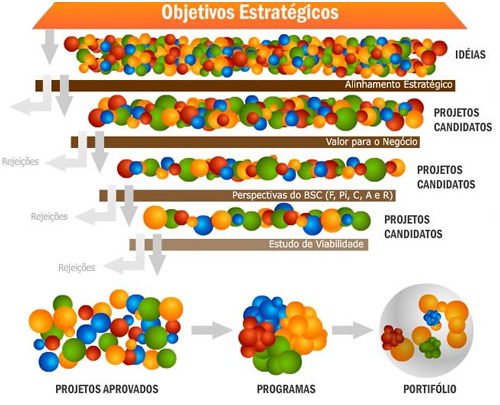 Objetivos Estratégicos
IDÉIAS
Alinhamento Estratégico
PROJETOS
CANDIDATOS
Valor para o Negócio
Rejeições
PROJETOS
CANDIDATOS
Perspectivas do BSC (F, Pi, C, A e R)
Rejeições
PROJETOS
CANDIDATOS
Estudo de Viabilidade
Rejeições
PROJETOS APROVADOS
PROGRAMAS
PORTIFÓLIO